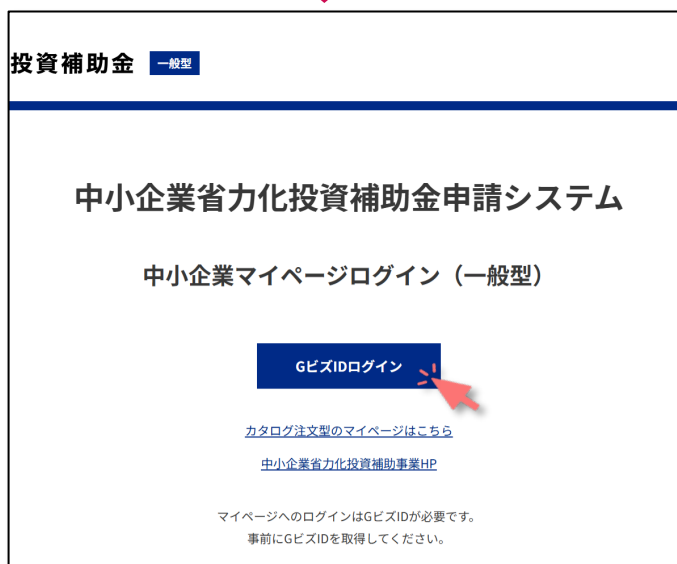 投資補助金 一般型
中小企業省力化投資補助金申請システム
中小企業マイページログイン（一般型）
GビズIDログイン
カタログ注文型のマイページはこちら
中小企業省力化投資補助事業HP
マイページへのログインはGビズIDが必要です。
事前にGビズIDを取得してください。